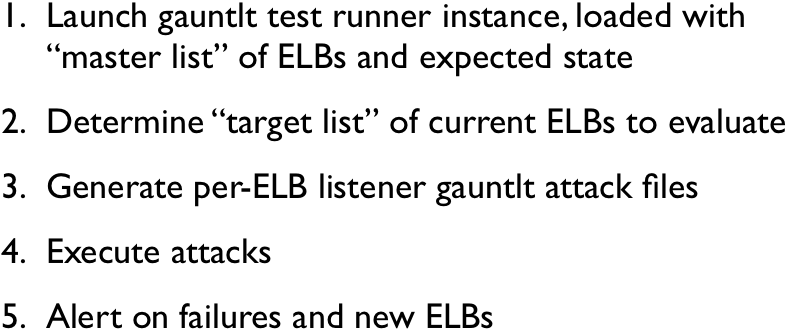 1. Launch gauntlt test runner instance, loaded with
“master list” of ELBs and expected state
2. Determine “target list” of current ELBs to evaluate
3. Generate per-ELB listener gauntlt attack files
4. Execute attacks
5. Alert on failures and new ELBs